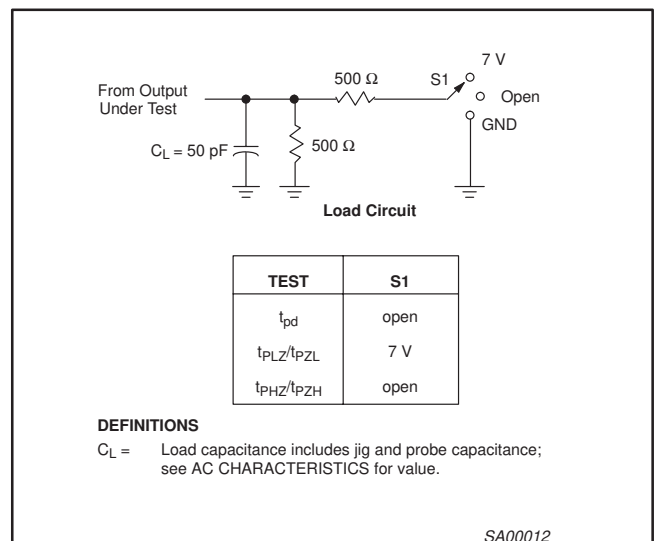 7 V
From Output
Under Test
500 Ω
S1
Open
GND
C_L = 50 pF
500 Ω
Load Circuit
TEST S1
t_pd open
t_PLZ/t_PZL 7 V
t_PHZ/t_PZH open
DEFINITIONS
C_L = Load capacitance includes jig and probe capacitance;
see AC CHARACTERISTICS for value.
SA00012